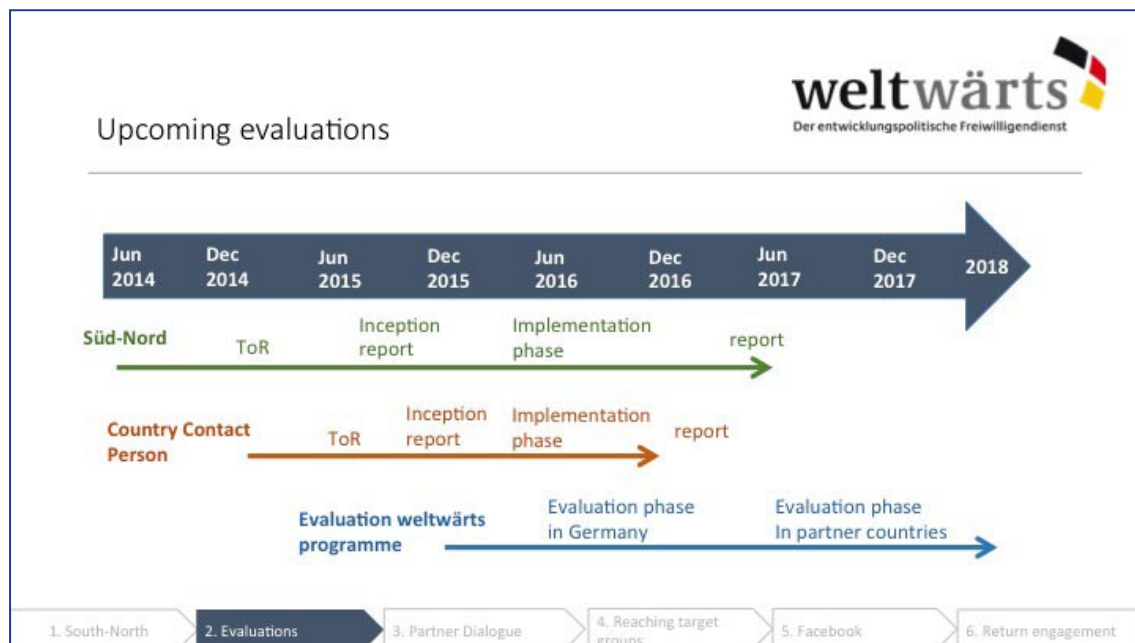 weltwärts
Der entwicklungspolitische Freiwilligendienst
Upcoming evaluations
Jun 2014
Dec 2014
Jun 2015
Dec 2015
Jun 2016
Dec 2016
Jun 2017
Dec 2017
2018
Süd-Nord
ToR
Inception
report
Implementation
phase
report
Country Contact
Person
ToR
Inception
report
Implementation
phase
report
Evaluation weltwärts
programme
Evaluation phase
in Germany
Evaluation phase
In partner countries
1. South-North
2. Evaluations
3. Partner Dialogue
4. Reaching target
groups
5. Facebook
6. Return engagement